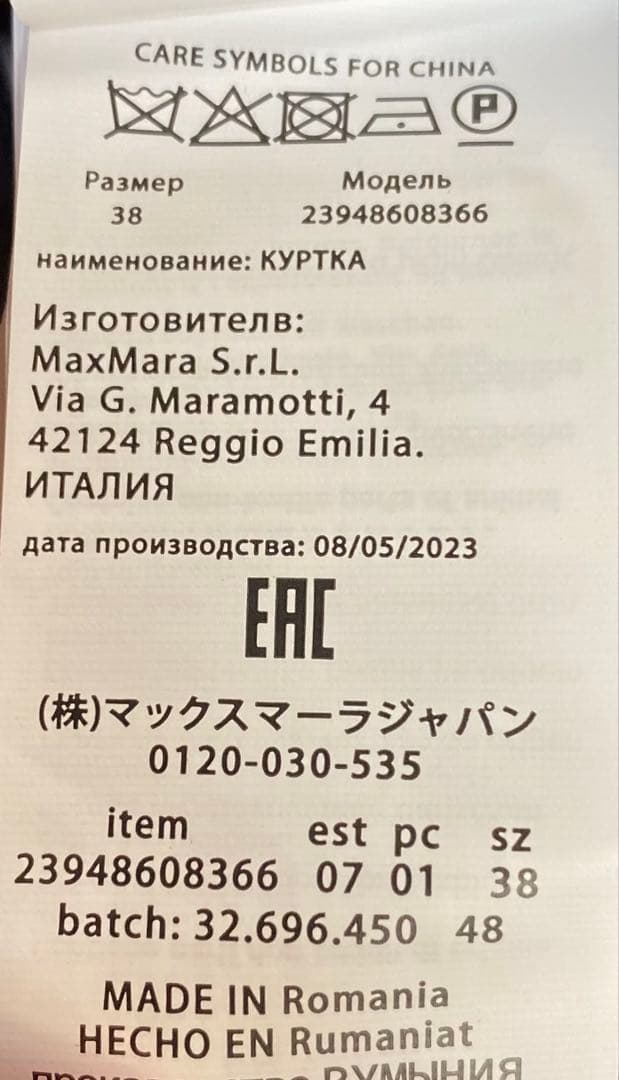 CARE SYMBOLS FOR CHINA
P
Размер Модель
38 23948608366
наименование: КУРТКА
Изготовителв:
MaxMara S.r.L.
Via G. Maramotti, 4
42124 Reggio Emilia.
ИТАЛИЯ
дата производства: 08/05/2023
EAC
(株)マックスマーラジャパン
0120-030-535
item est pc sz
23948608366 07 01 38
batch: 32.696.450 48
MADE IN Romania
HECHO EN Rumaniat
РУМЫНИЯ